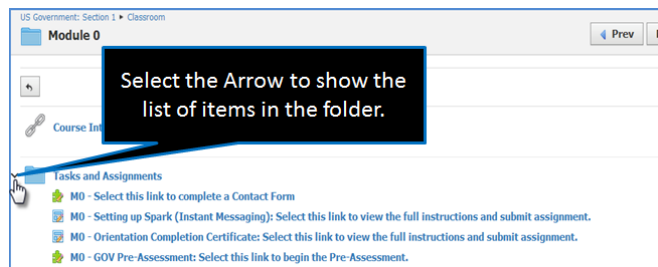 US Government: Section 1 ▸ Classroom
Module 0
Prev
Select the Arrow to show the
list of items in the folder.
Course
Tasks and Assignments
M0 - Select this link to complete a Contact Form
M0 - Setting up Spark (Instant Messaging): Select this link to view the full instructions and submit assignment.
M0 - Orientation Completion Certificate: Select this link to view the full instructions and submit assignment.
M0 - GOV Pre-Assessment: Select this link to begin the Pre-Assessment.